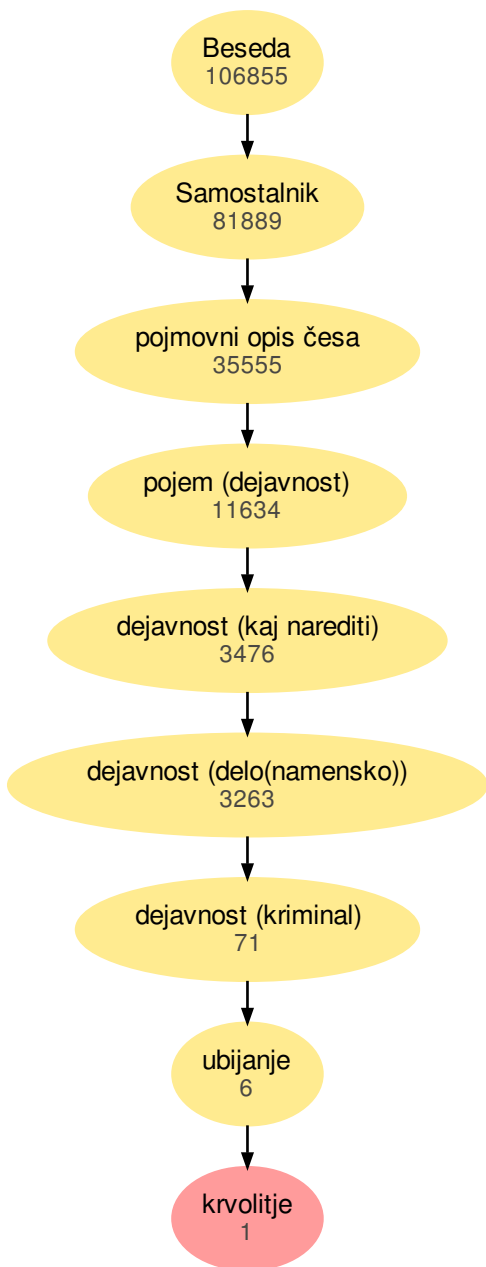 Beseda
106855
Samostalnik
81889
pojmovni opis česa
35555
pojem (dejavnost)
11634
dejavnost (kaj narediti)
3476
dejavnost (delo(namensko))
3263
dejavnost (kriminal)
71
ubijanje
6
krvolitje
1